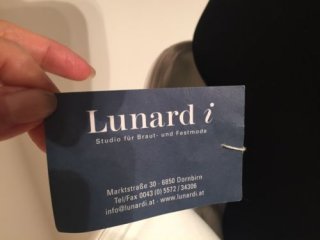 Lunard i
Studio für Braut- und Festmode
Marktstraße 30 · 6850 Dornbirn
Tel/Fax 0043 (0) 5572 / 34306
info@lunardi.at · www.lunardi.at